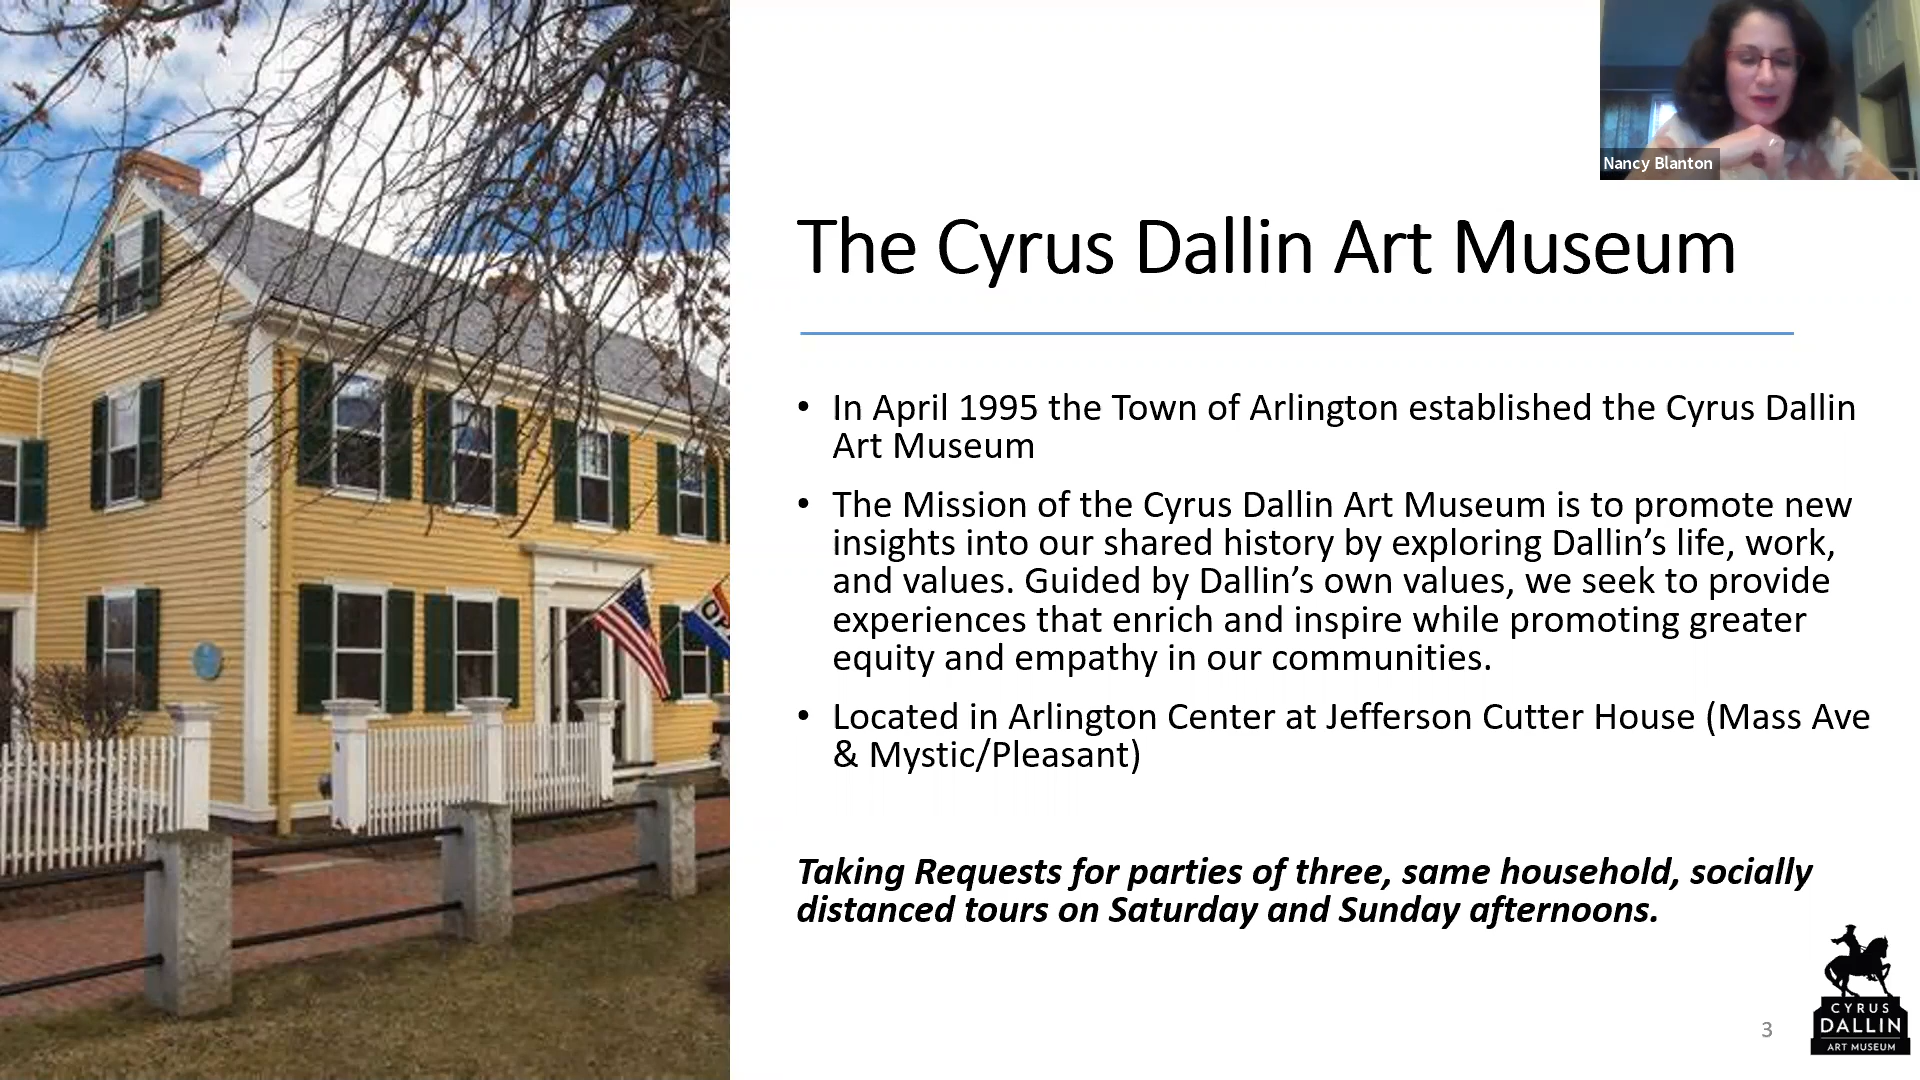 Nancy Blanton
The Cyrus Dallin Art Museum
• In April 1995 the Town of Arlington established the Cyrus Dallin
Art Museum
• The Mission of the Cyrus Dallin Art Museum is to promote new
insights into our shared history by exploring Dallin’s life, work,
and values. Guided by Dallin’s own values, we seek to provide
experiences that enrich and inspire while promoting greater
equity and empathy in our communities.
• Located in Arlington Center at Jefferson Cutter House (Mass Ave
& Mystic/Pleasant)
Taking Requests for parties of three, same household, socially
distanced tours on Saturday and Sunday afternoons.
3
CYRUS
DALLIN
ART MUSEUM